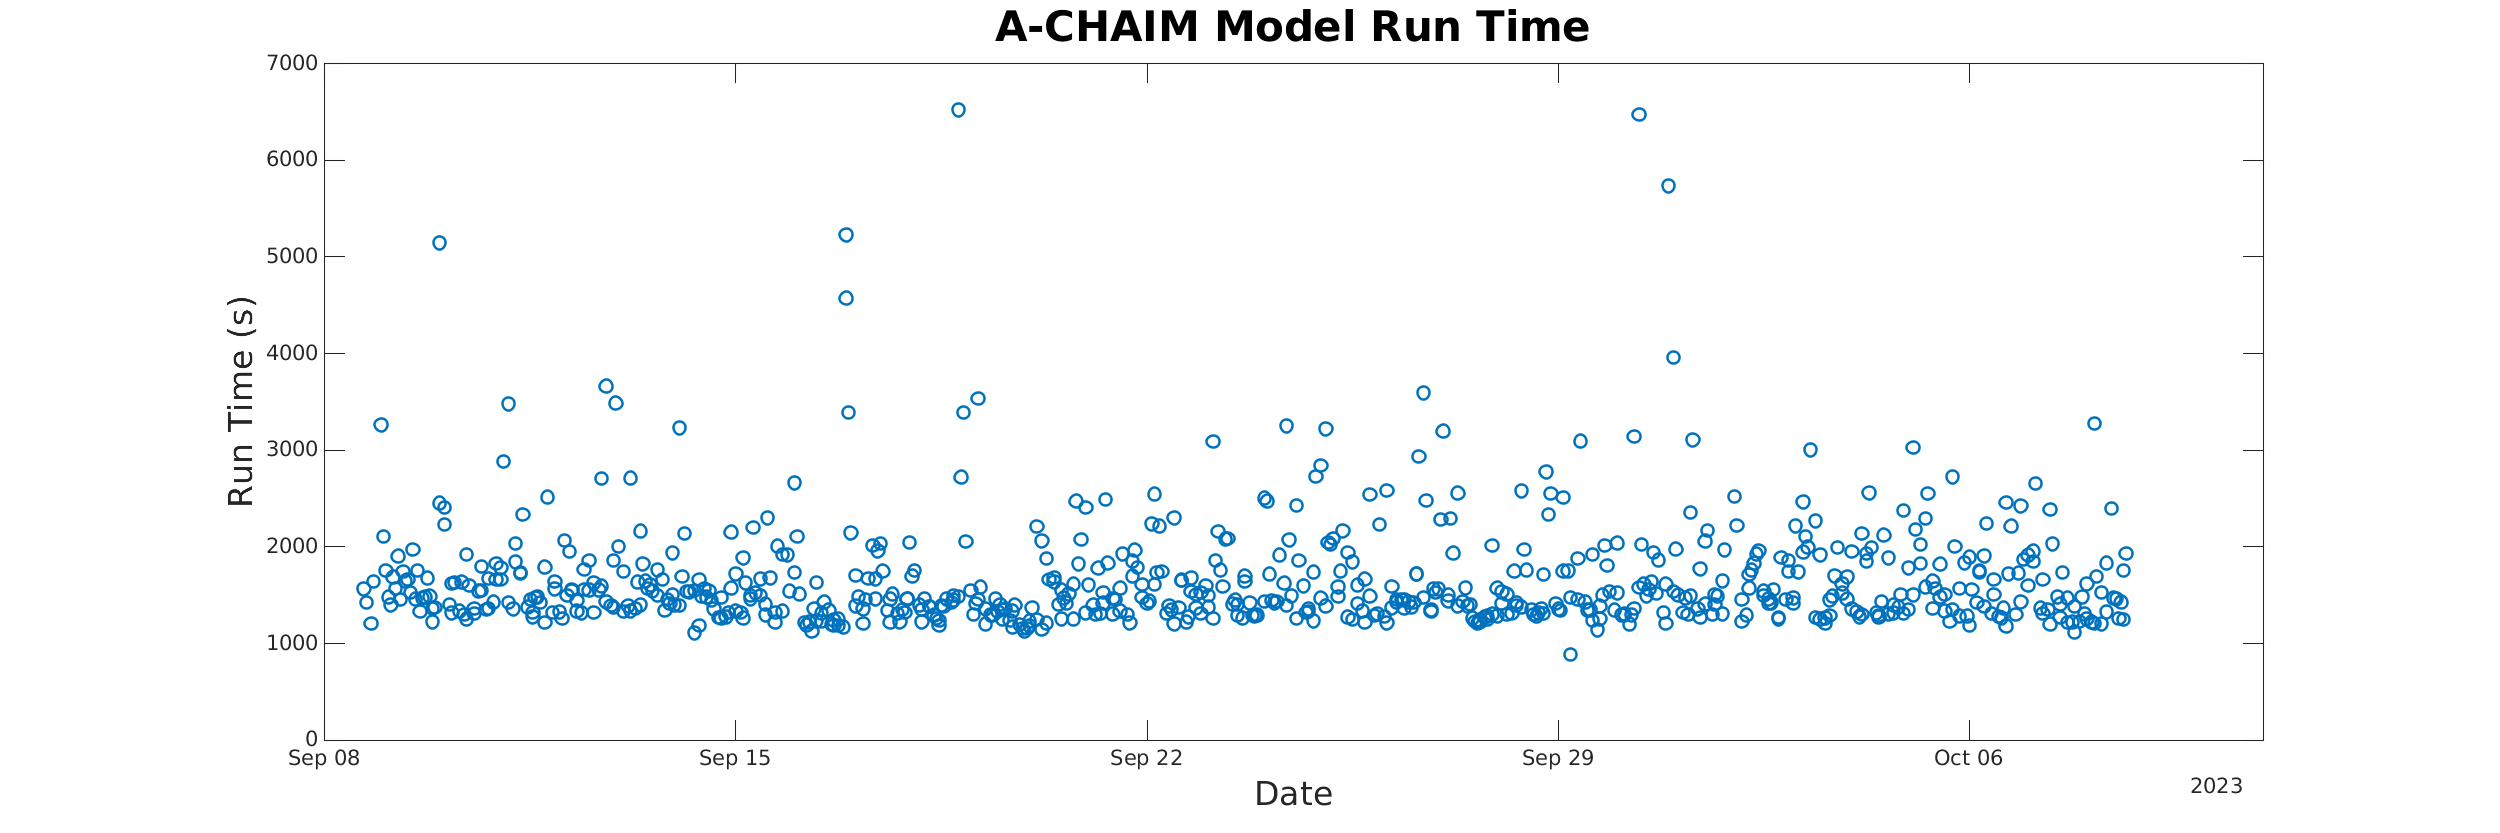 A-CHAIM Model Run Time
7000
6000
5000
4000
3000
2000
1000
0
Run Time (s)
Sep 08 Sep 15 Sep 22 Sep 29 Oct 06
2023
Date